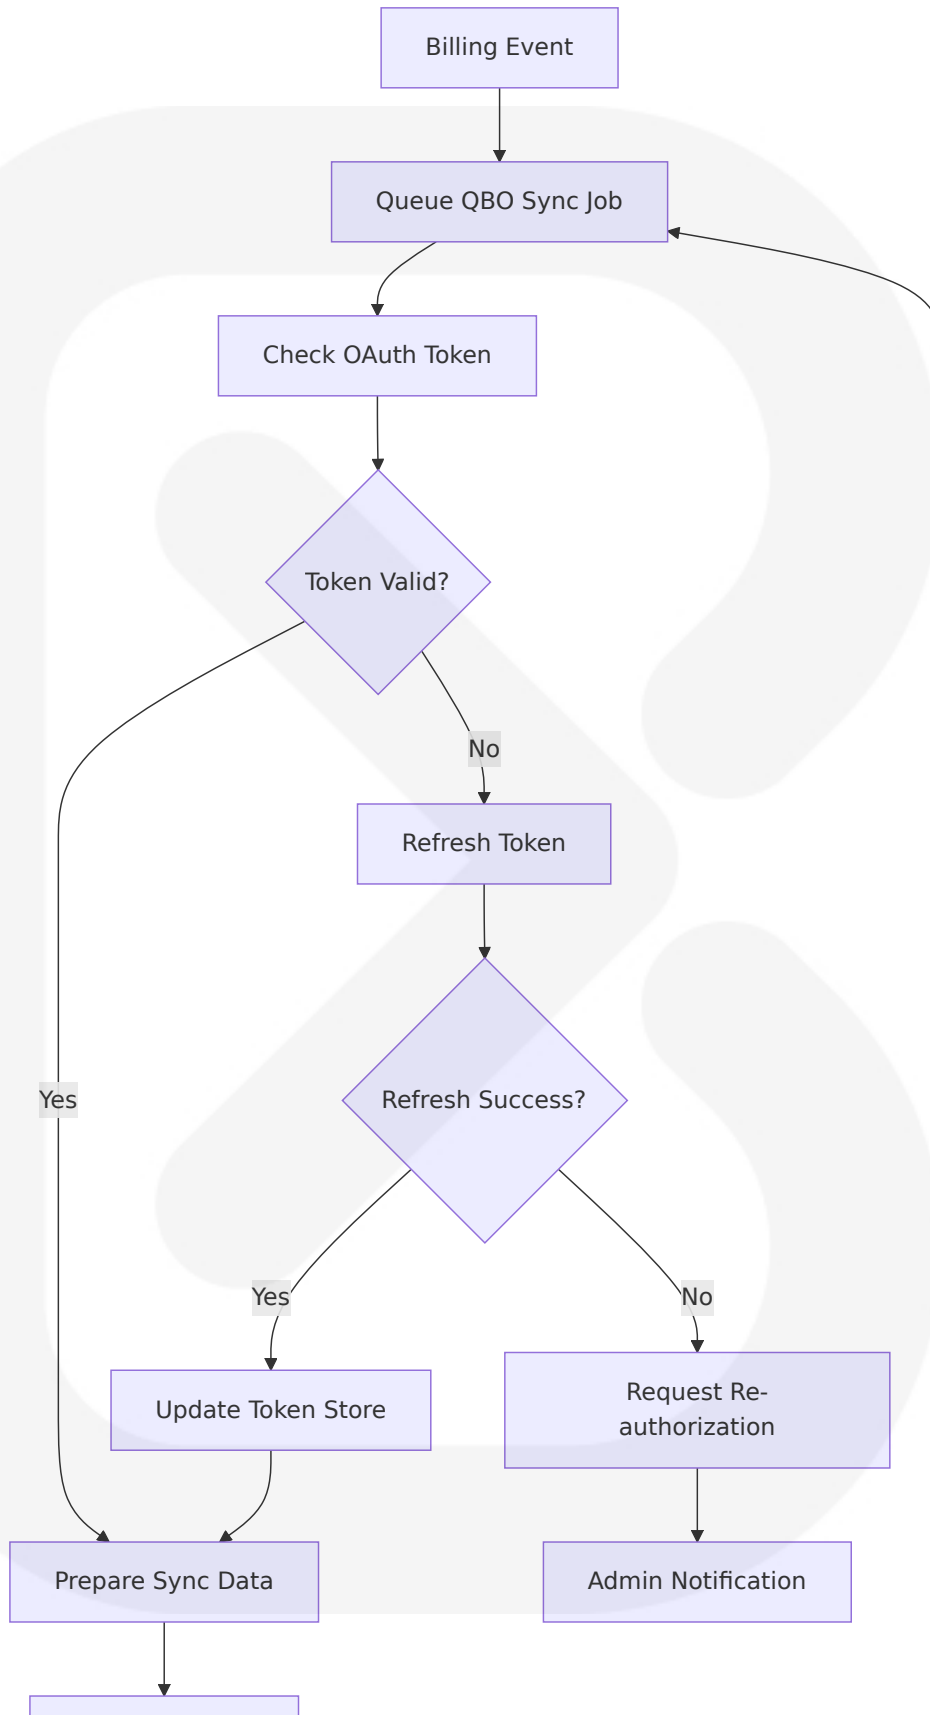 Billing Event
Queue QBO Sync Job
Check OAuth Token
Token Valid?
No
Refresh Token
Yes
Refresh Success?
Yes
No
Update Token Store
Request Re-
authorization
Prepare Sync Data
Admin Notification